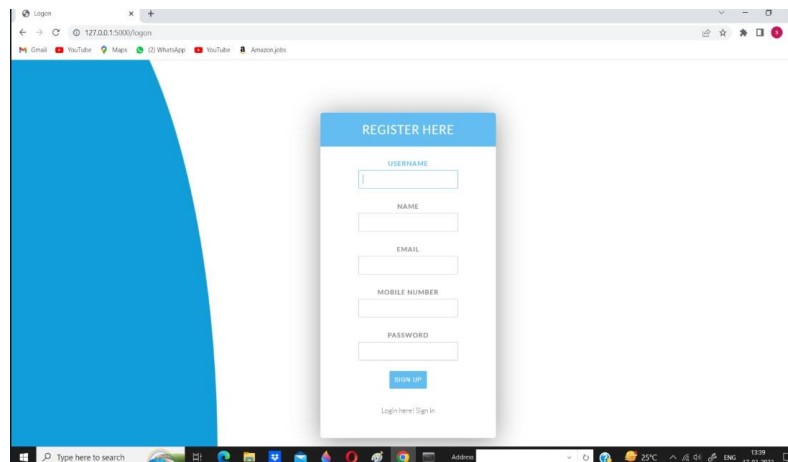 Logon
127.0.0.1:5000/logon
Gmail YouTube Maps (2) WhatsApp YouTube Amazon.jobs
REGISTER HERE
USERNAME
NAME
EMAIL
MOBILE NUMBER
PASSWORD
SIGN UP
Login here! Sign in
Type here to search
Address
25°C
ENG
13:39